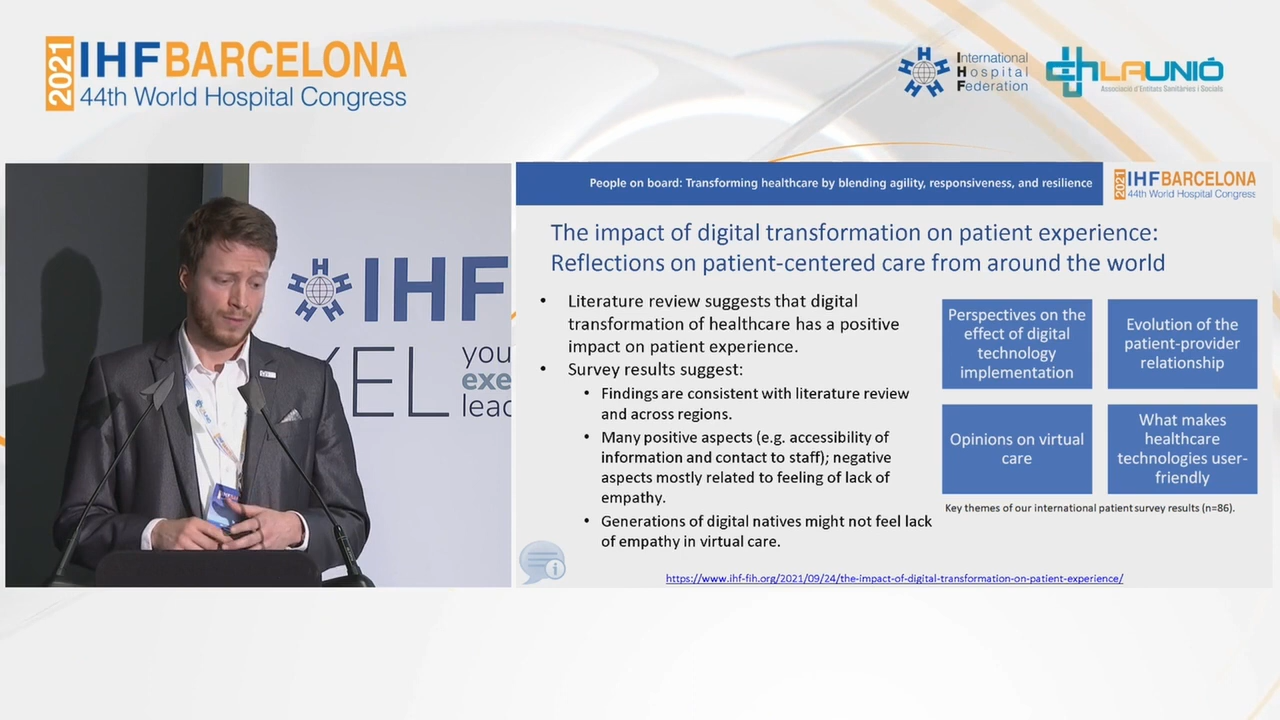 2021 IHFBARCELONA
44th World Hospital Congress
International
Hospital
Federation
LAUNIÓ
Associació d'Entitats Sanitàries i Socials
IHF
XEL
you
exe
lead
People on board: Transforming healthcare by blending agility, responsiveness, and resilience
2021 IHFBARCELONA
44th World Hospital Congress
The impact of digital transformation on patient experience:
Reflections on patient-centered care from around the world
• Literature review suggests that digital
transformation of healthcare has a positive
impact on patient experience.
• Survey results suggest:
• Findings are consistent with literature review
and across regions.
• Many positive aspects (e.g. accessibility of
information and contact to staff); negative
aspects mostly related to feeling of lack of
empathy.
• Generations of digital natives might not feel lack
of empathy in virtual care.
Perspectives on the
effect of digital
technology
implementation
Evolution of the
patient-provider
relationship
Opinions on virtual
care
What makes
healthcare
technologies user-
friendly
Key themes of our international patient survey results (n=86).
https://www.ihf-fih.org/2021/09/24/the-impact-of-digital-transformation-on-patient-experience/